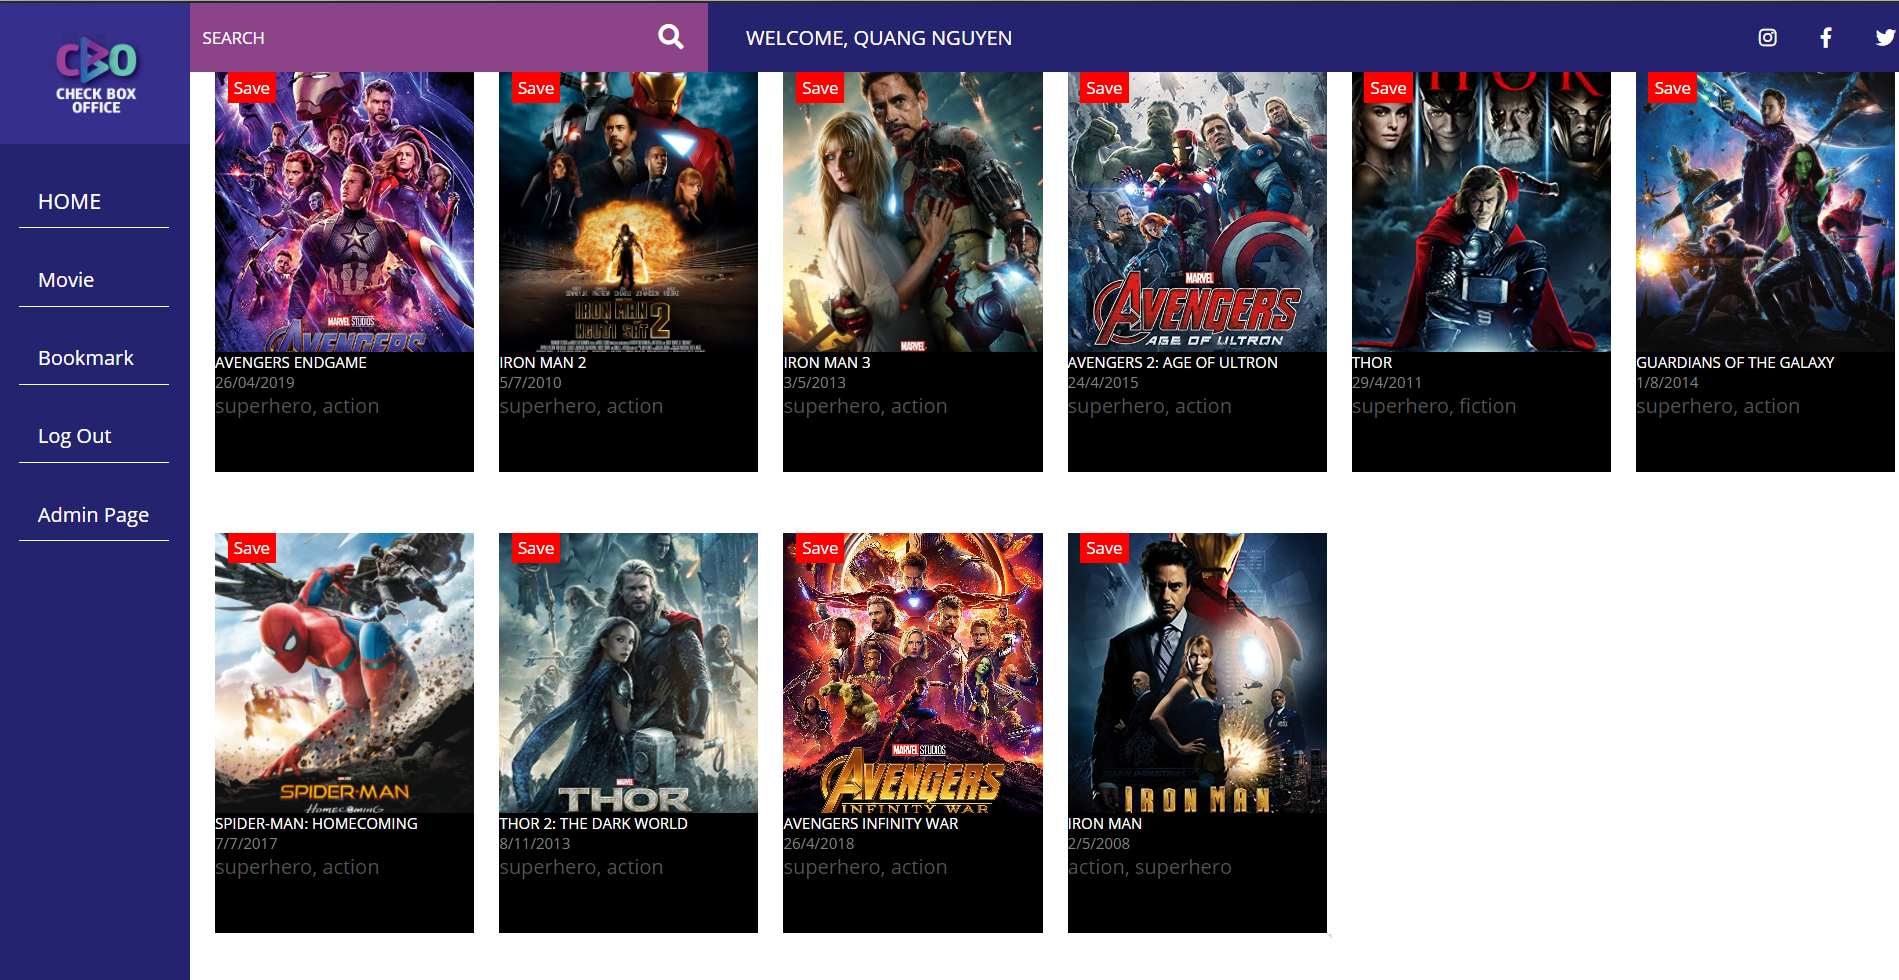 CBO
CHECK BOX
OFFICE
SEARCH
WELCOME, QUANG NGUYEN
HOME
Movie
Bookmark
Log Out
Admin Page
Save
Save
Save
Save
Save
Save
THOR
MARVEL STUDIOS
AVENGERS
IRON MAN 2
NGƯỜI SẮT
MARVEL
MARVEL
AVENGERS
AGE OF ULTRON
AVENGERS ENDGAME
26/04/2019
superhero, action
IRON MAN 2
5/7/2010
superhero, action
IRON MAN 3
3/5/2013
superhero, action
AVENGERS 2: AGE OF ULTRON
24/4/2015
superhero, action
THOR
29/4/2011
superhero, fiction
GUARDIANS OF THE GALAXY
1/8/2014
superhero, action
Save
Save
Save
Save
SPIDER-MAN
HOMECOMING
MARVEL
THOR
MARVEL STUDIOS
AVENGERS
INFINITY WAR
STARK INDUSTRIES
IRON MAN
SPIDER-MAN: HOMECOMING
7/7/2017
superhero, action
THOR 2: THE DARK WORLD
8/11/2013
superhero, action
AVENGERS INFINITY WAR
26/4/2018
superhero, action
IRON MAN
2/5/2008
action, superhero